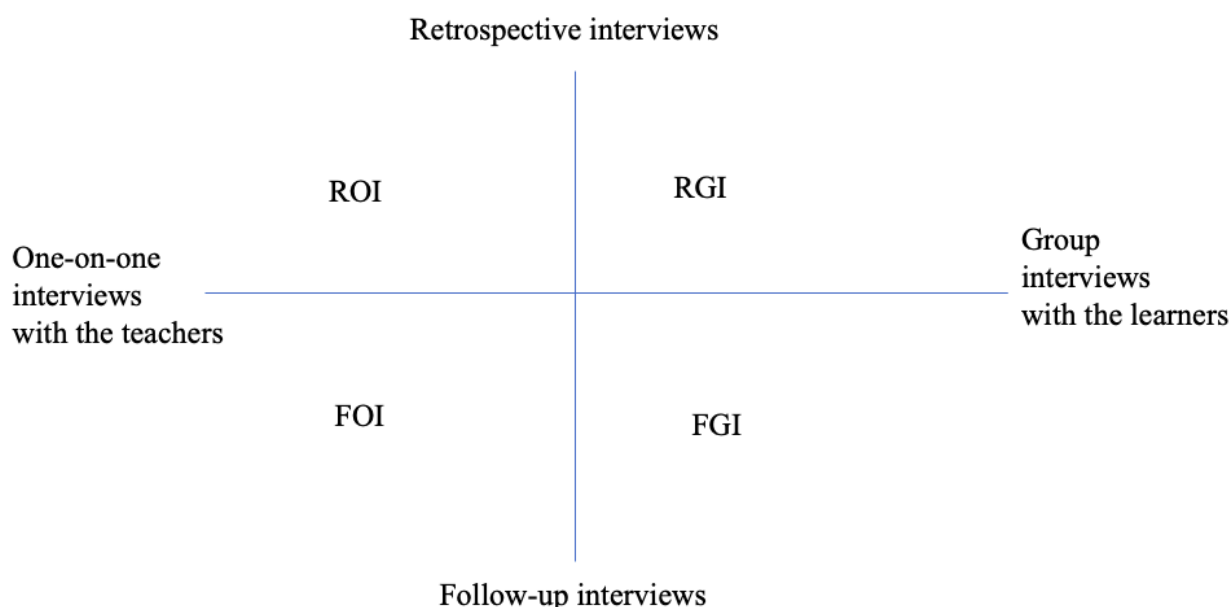 Retrospective interviews
ROI
RGI
One-on-one
interviews
with the teachers
Group
interviews
with the learners
FOI
FGI
Follow-up interviews